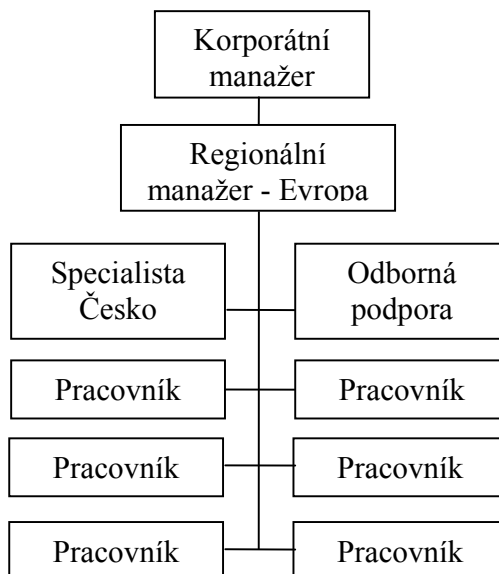 Korporátní
manažer
Regionální
manažer - Evropa
Specialista
Česko
Odborná
podpora
Pracovník
Pracovník
Pracovník
Pracovník
Pracovník
Pracovník